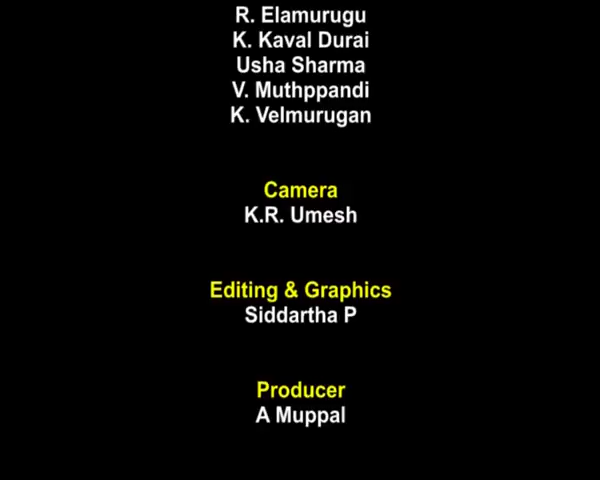 R. Elamurugu
K. Kaval Durai
Usha Sharma
V. Muthppandi
K. Velmurugan
Camera
K.R. Umesh
Editing & Graphics
Siddartha P
Producer
A Muppal